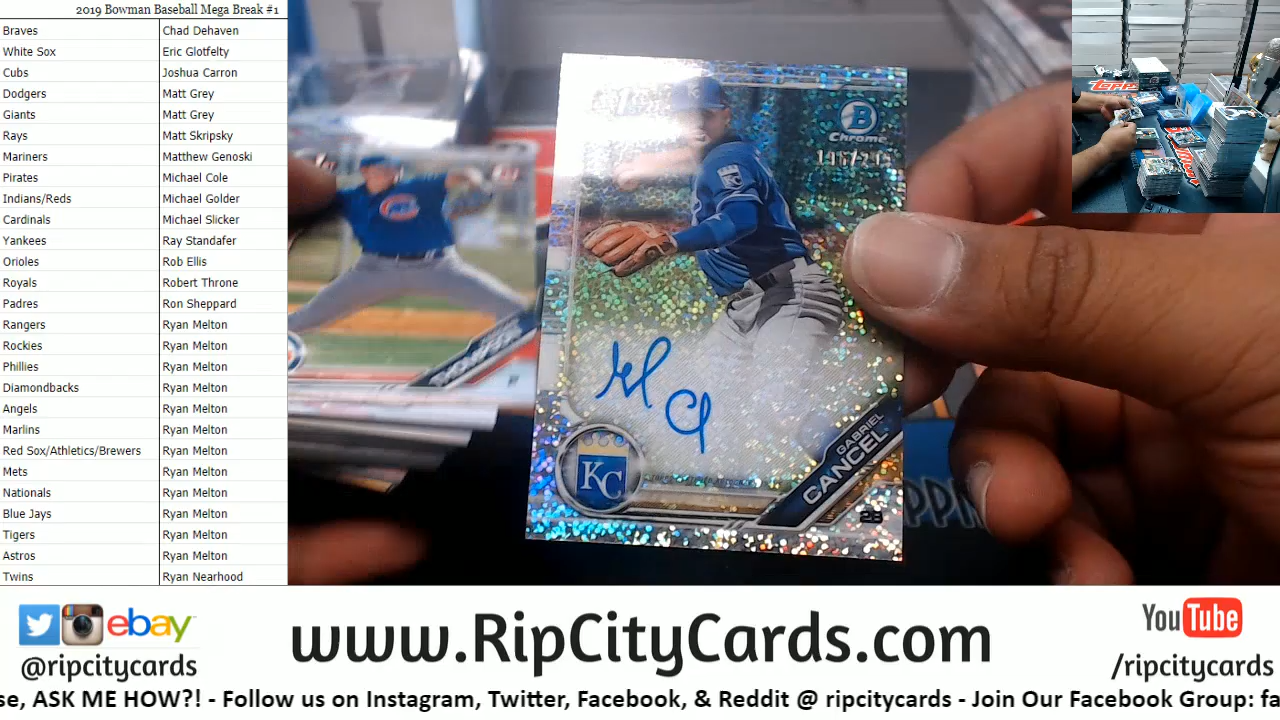 2019 Bowman Baseball Mega Break #1
Braves Chad Dehaven
White Sox Eric Glotfelty
Cubs Joshua Carron
Dodgers Matt Grey
Giants Matt Grey
Rays Matt Skripsky
Mariners Matthew Genoski
Pirates Michael Cole
Indians/Reds Michael Golder
Cardinals Michael Slicker
Yankees Ray Standafer
Orioles Rob Ellis
Royals Robert Throne
Padres Ron Sheppard
Rangers Ryan Melton
Rockies Ryan Melton
Phillies Ryan Melton
Diamondbacks Ryan Melton
Angels Ryan Melton
Marlins Ryan Melton
Red Sox/Athletics/Brewers Ryan Melton
Mets Ryan Melton
Nationals Ryan Melton
Blue Jays Ryan Melton
Tigers Ryan Melton
Astros Ryan Melton
Twins Ryan Nearhood
B
Chrome
KC
GABRIEL
CANCEL
2B
Topps
ebay
@ripcitycards
www.RipCityCards.com
YouTube
/ripcitycards
se, ASK ME HOW?! - Follow us on Instagram, Twitter, Facebook, & Reddit @ ripcitycards - Join Our Facebook Group: fa